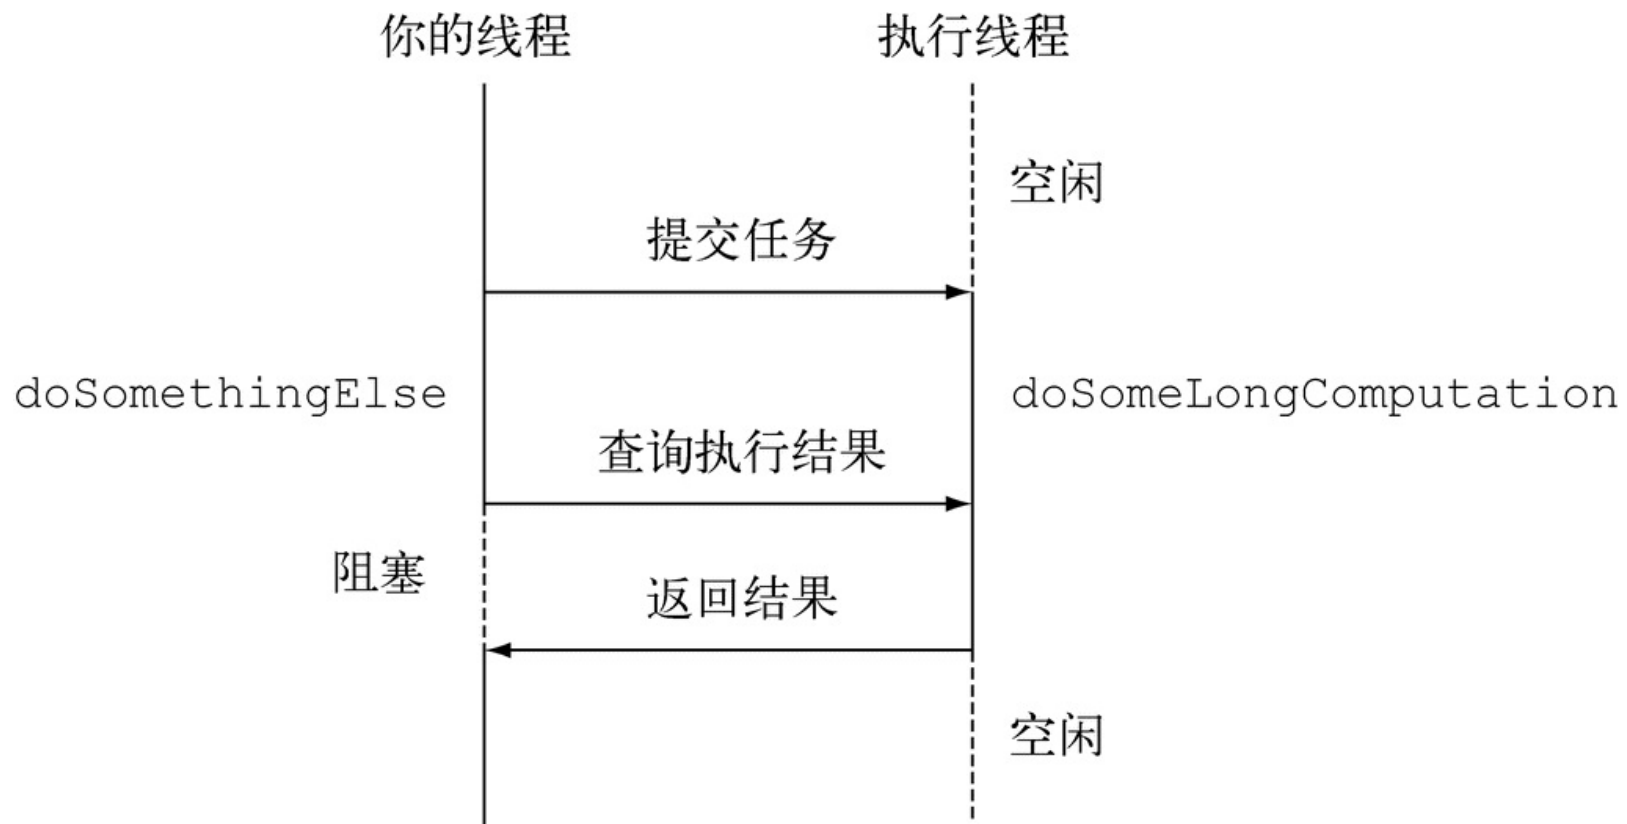 你的线程
执行线程
空闲
提交任务
doSomethingElse
doSomeLongComputation
查询执行结果
阻塞
返回结果
空闲